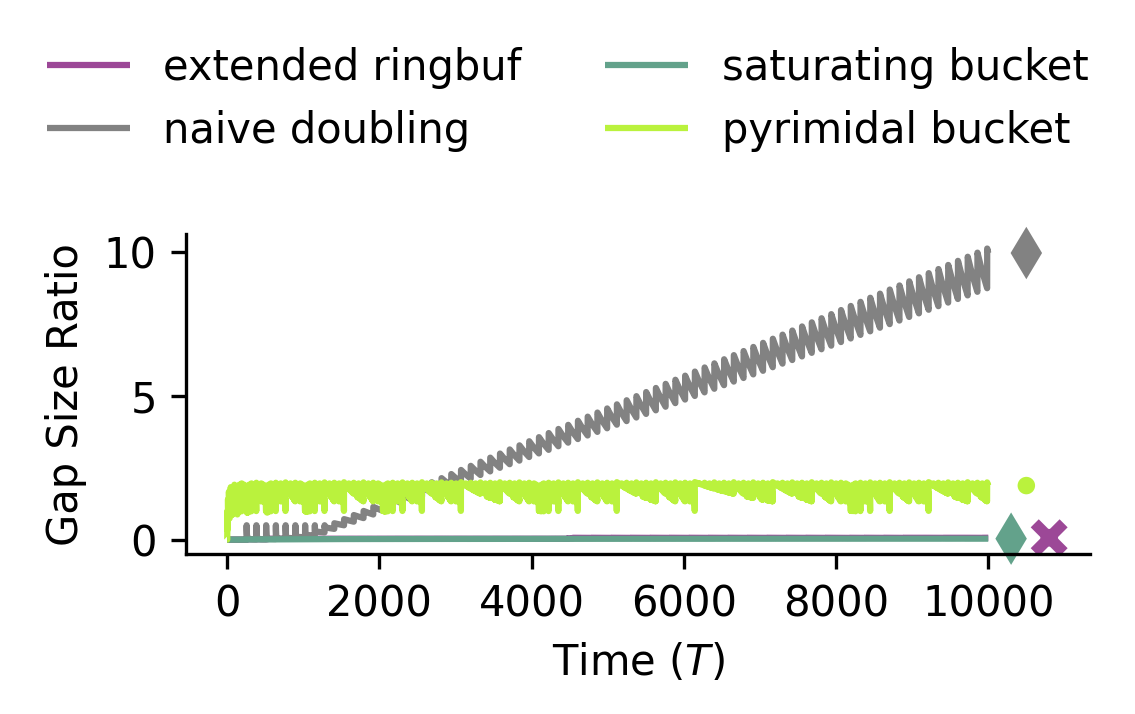 extended ringbuf
naive doubling
saturating bucket
pyrimidal bucket
Gap Size Ratio
10
5
0
0 2000 4000 6000 8000 10000
Time (T)